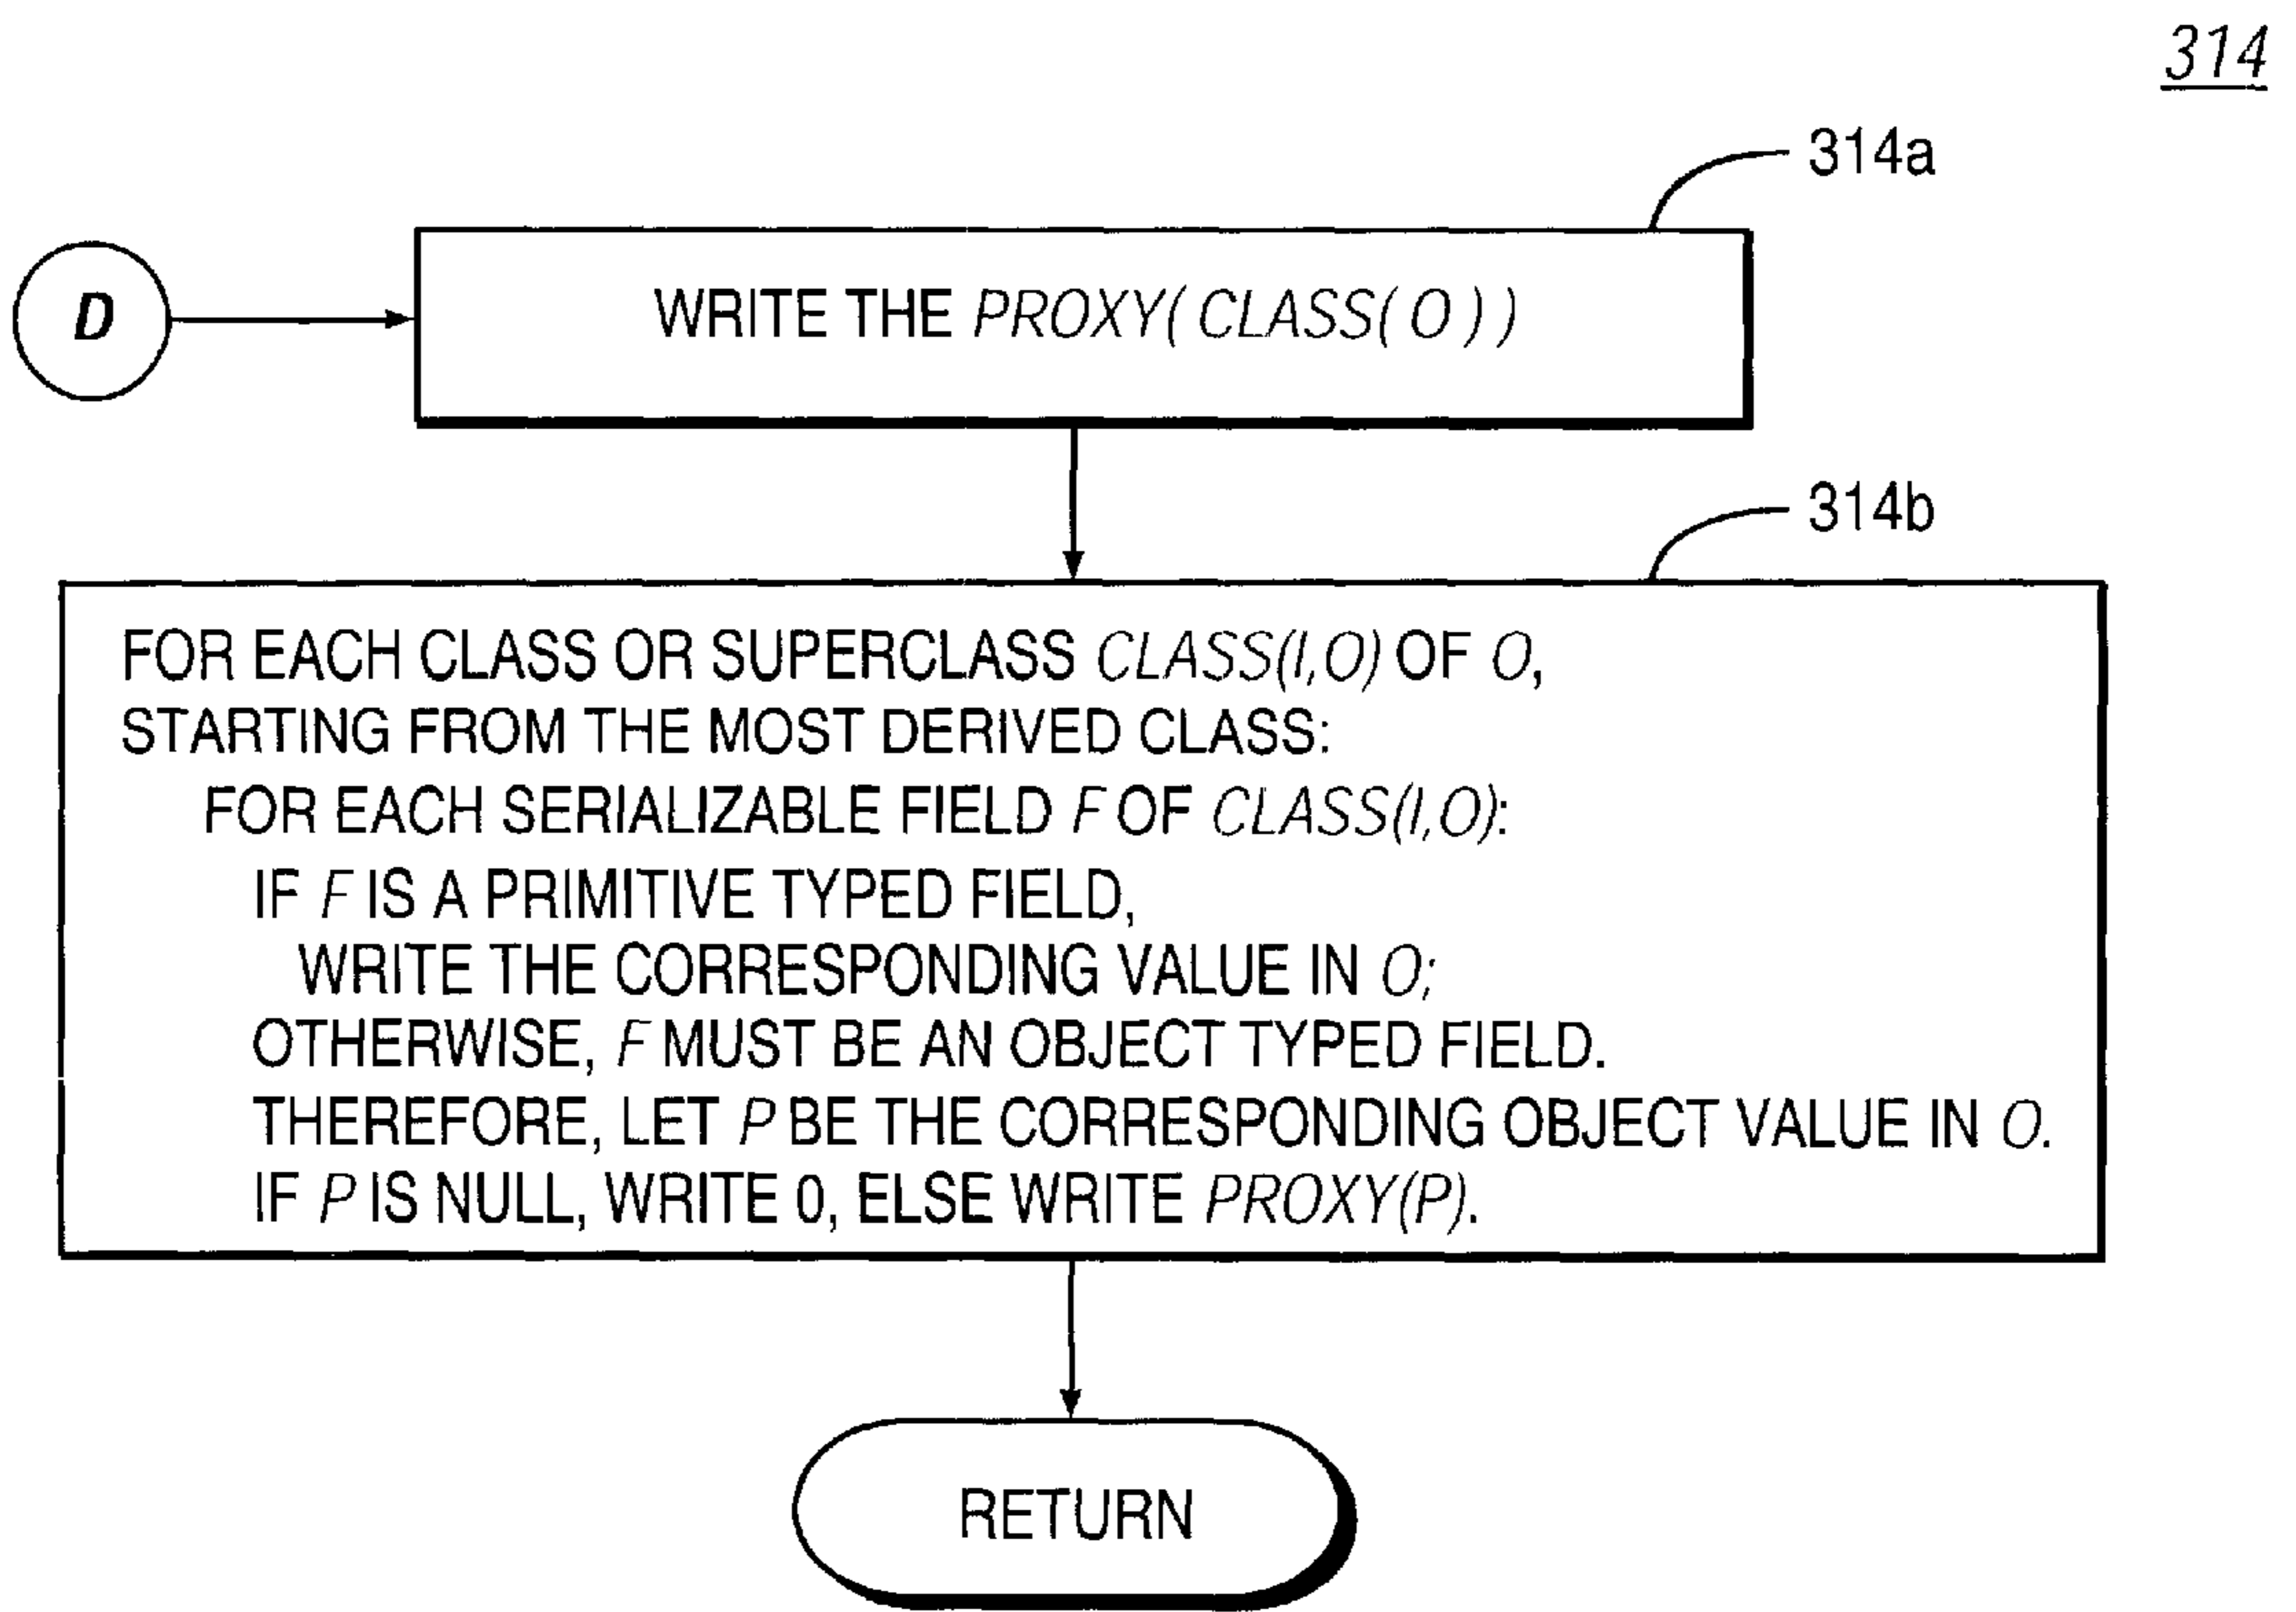 314
314a
D
WRITE THE PROXY(CLASS(O))
314b
FOR EACH CLASS OR SUPERCLASS CLASS(I,O) OF O,
STARTING FROM THE MOST DERIVED CLASS:
FOR EACH SERIALIZABLE FIELD F OF CLASS(I,O):
IF F IS A PRIMITIVE TYPED FIELD,
WRITE THE CORRESPONDING VALUE IN O;
OTHERWISE, F MUST BE AN OBJECT TYPED FIELD.
THEREFORE, LET P BE THE CORRESPONDING OBJECT VALUE IN O.
IF P IS NULL, WRITE 0, ELSE WRITE PROXY(P).
RETURN